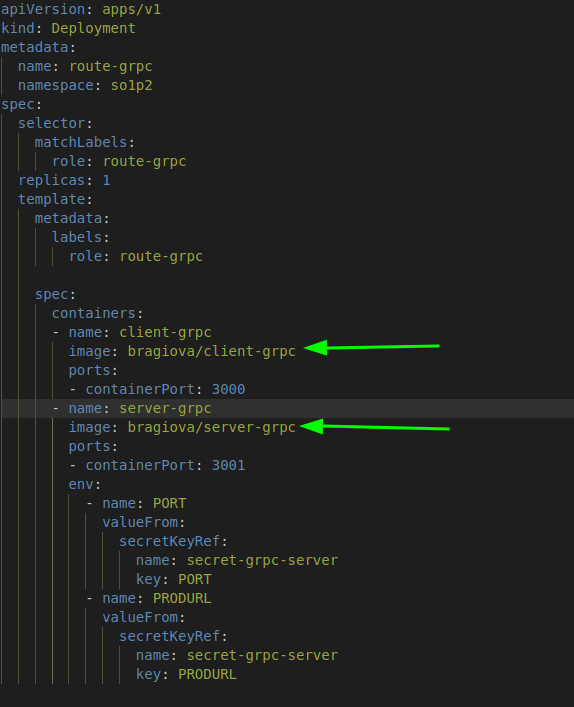 apiVersion: apps/v1
kind: Deployment
metadata:
  name: route-grpc
  namespace: so1p2
spec:
  selector:
    matchLabels:
      role: route-grpc
  replicas: 1
  template:
    metadata:
      labels:
        role: route-grpc

    spec:
      containers:
      - name: client-grpc
        image: bragiova/client-grpc
        ports:
        - containerPort: 3000
      - name: server-grpc
        image: bragiova/server-grpc
        ports:
        - containerPort: 3001
        env:
          - name: PORT
            valueFrom:
              secretKeyRef:
                name: secret-grpc-server
                key: PORT
          - name: PRODURL
            valueFrom:
              secretKeyRef:
                name: secret-grpc-server
                key: PRODURL